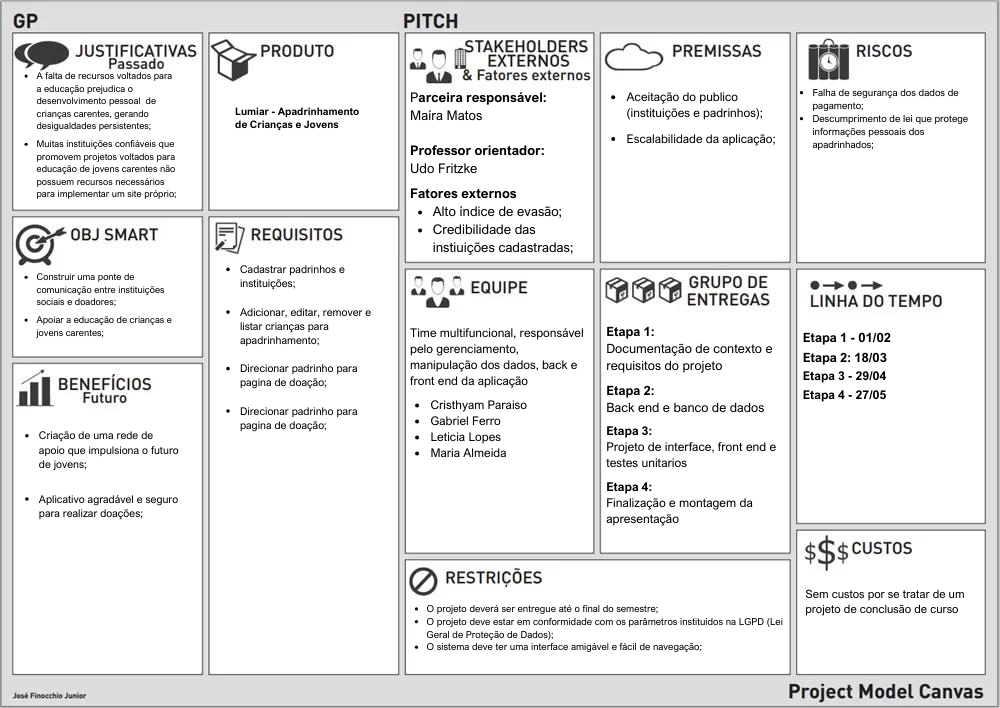 GP
PITCH
JUSTIFICATIVAS
Passado
• A falta de recursos voltados para
a educação prejudica o
desenvolvimento pessoal de
crianças carentes, gerando
desigualdades persistentes;
• Muitas instituições confiáveis que
promovem projetos voltados para
educação de jovens carentes não
possuem recursos necessários
para implementar um site próprio;
OBJ SMART
• Construir uma ponte de
comunicação entre instituições
sociais e doadores;
• Apoiar a educação de crianças e
jovens carentes;
BENEFÍCIOS
Futuro
• Criação de uma rede de
apoio que impulsiona o futuro
de jovens;
• Aplicativo agradável e seguro
para realizar doações;
PRODUTO
Lumiar - Apadrinhamento
de Crianças e Jovens
REQUISITOS
• Cadastrar padrinhos e
instituições;
• Adicionar, editar, remover e
listar crianças para
apadrinhamento;
• Direcionar padrinho para
pagina de doação;
• Direcionar padrinho para
pagina de doação;
STAKEHOLDERS
EXTERNOS
& Fatores externos
Parceira responsável:
Maíra Matos
Professor orientador:
Udo Fritzke
Fatores externos
• Alto índice de evasão;
• Credibilidade das
instiuições cadastradas;
EQUIPE
Time multifuncional, responsável
pelo gerenciamento,
manipulação dos dados, back e
front end da aplicação
• Cristhyam Paraiso
• Gabriel Ferro
• Leticia Lopes
• Maria Almeida
PREMISSAS
• Aceitação do publico
(instituições e padrinhos);
• Escalabilidade da aplicação;
GRUPO DE
ENTREGAS
Etapa 1:
Documentação de contexto e
requisitos do projeto
Etapa 2:
Back end e banco de dados
Etapa 3:
Projeto de interface, front end e
testes unitarios
Etapa 4:
Finalização e montagem da
apresentação
RESTRIÇÕES
• O projeto deverá ser entregue até o final do semestre;
• O projeto deve estar em conformidade com os parâmetros instituídos na LGPD (Lei
Geral de Proteção de Dados);
• O sistema deve ter uma interface amigável e fácil de navegação;
RISCOS
• Falha de segurança dos dados de
pagamento;
• Descumprimento de lei que protege
informações pessoais dos
apadrinhados;
LINHA DO TEMPO
Etapa 1 - 01/02
Etapa 2: 18/03
Etapa 3 - 29/04
Etapa 4 - 27/05
$$$ CUSTOS
Sem custos por se tratar de um
projeto de conclusão de curso
José Finocchio Junior
Project Model Canvas